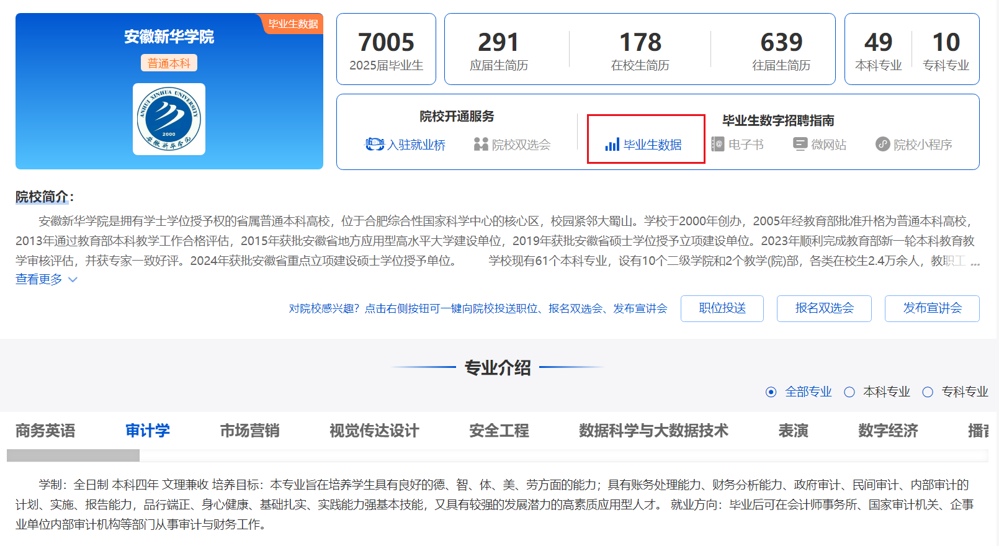 毕业生数据
安徽新华学院
普通本科
ANHUI XINHUA UNIVERSITY
2000
安徽新华学院
7005
2025届毕业生
291
应届生简历
178
在校生简历
639
往届生简历
49
本科专业
10
专科专业
院校开通服务
入驻就业桥
院校双选会
毕业生数字招聘指南
毕业生数据
电子书
微网站
院校小程序
院校简介：
安徽新华学院是拥有学士学位授予权的省属普通本科高校，位于合肥综合性国家科学中心的核心区，校园紧邻大蜀山。学校于2000年创办，2005年经教育部批准升格为普通本科高校，
2013年通过教育部本科教学工作合格评估，2015年获批安徽省地方应用型高水平大学建设单位，2019年获批安徽省硕士学位授予立项建设单位。2023年顺利完成教育部新一轮本科教育教
学审核评估，并获专家一致好评。2024年获批安徽省重点立项建设硕士学位授予单位。 学校现有61个本科专业，设有10个二级学院和2个教学(院)部，各类在校生2.4万余人，教职工 ...
查看更多
对院校感兴趣？点击右侧按钮可一键向院校投送职位、报名双选会、发布宣讲会
职位投送
报名双选会
发布宣讲会
专业介绍
全部专业
本科专业
专科专业
商务英语
审计学
市场营销
视觉传达设计
安全工程
数据科学与大数据技术
表演
数字经济
播音
学制：全日制 本科四年 文理兼收 培养目标：本专业旨在培养学生具有良好的德、智、体、美、劳方面的能力；具有账务处理能力、财务分析能力、政府审计、民间审计、内部审计的
计划、实施、报告能力，品行端正、身心健康、基础扎实、实践能力强基本技能，又具有较强的发展潜力的高素质应用型人才。 就业方向：毕业后可在会计师事务所、国家审计机关、企事
业单位内部审计机构等部门从事审计与财务工作。